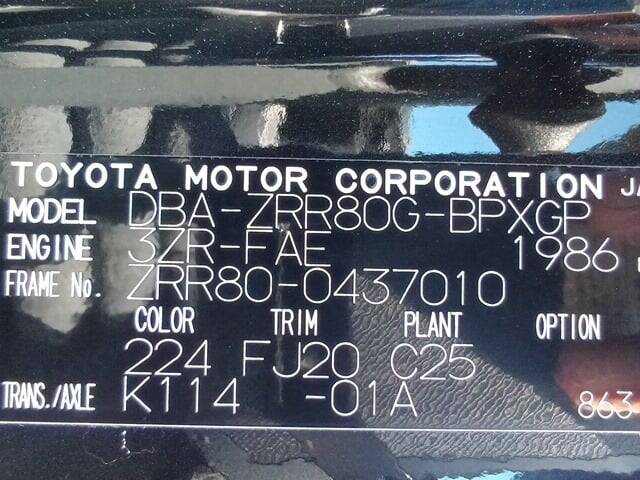 TOYOTA MOTOR CORPORATION JA
MODEL DBA-ZRR80G-BPXGP
ENGINE 3ZR-FAE 1986
FRAME No. ZRR80-0437010
COLOR TRIM PLANT OPTION
224 FJ20 C25
TRANS./AXLE K114 -01A 863